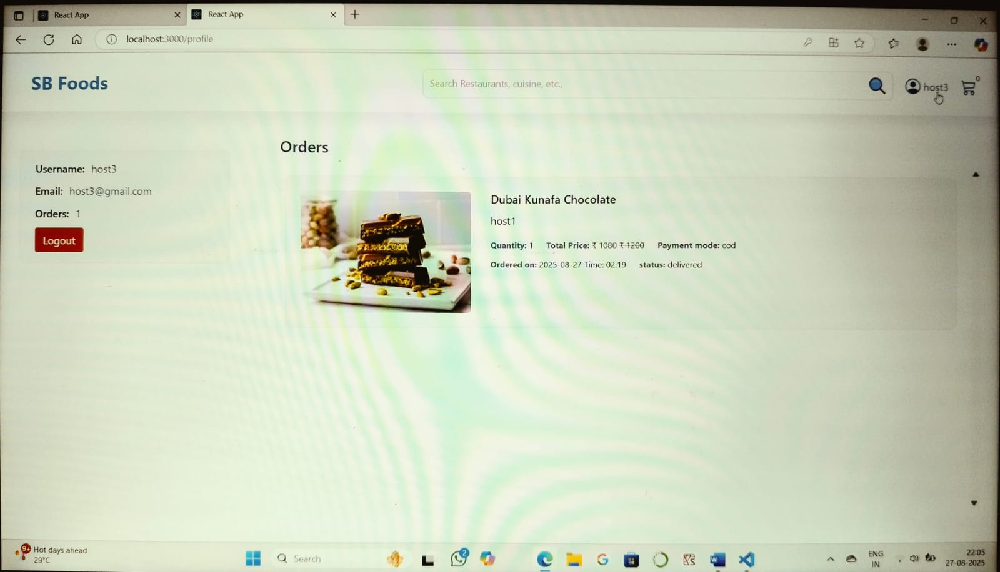 React App
React App
localhost:3000/profile
SB Foods
Search Restaurants, cuisine, etc.,
host3
0
Orders
Username: host3
Email: host3@gmail.com
Orders: 1
Logout
Dubai Kunafa Chocolate
host1
Quantity: 1 Total Price: ₹ 1080 ₹ 1200 Payment mode: cod
Ordered on: 2025-08-27 Time: 02:19 status: delivered
9+
Hot days ahead
29°C
Search
2
ENG
IN
22:05
27-08-2025